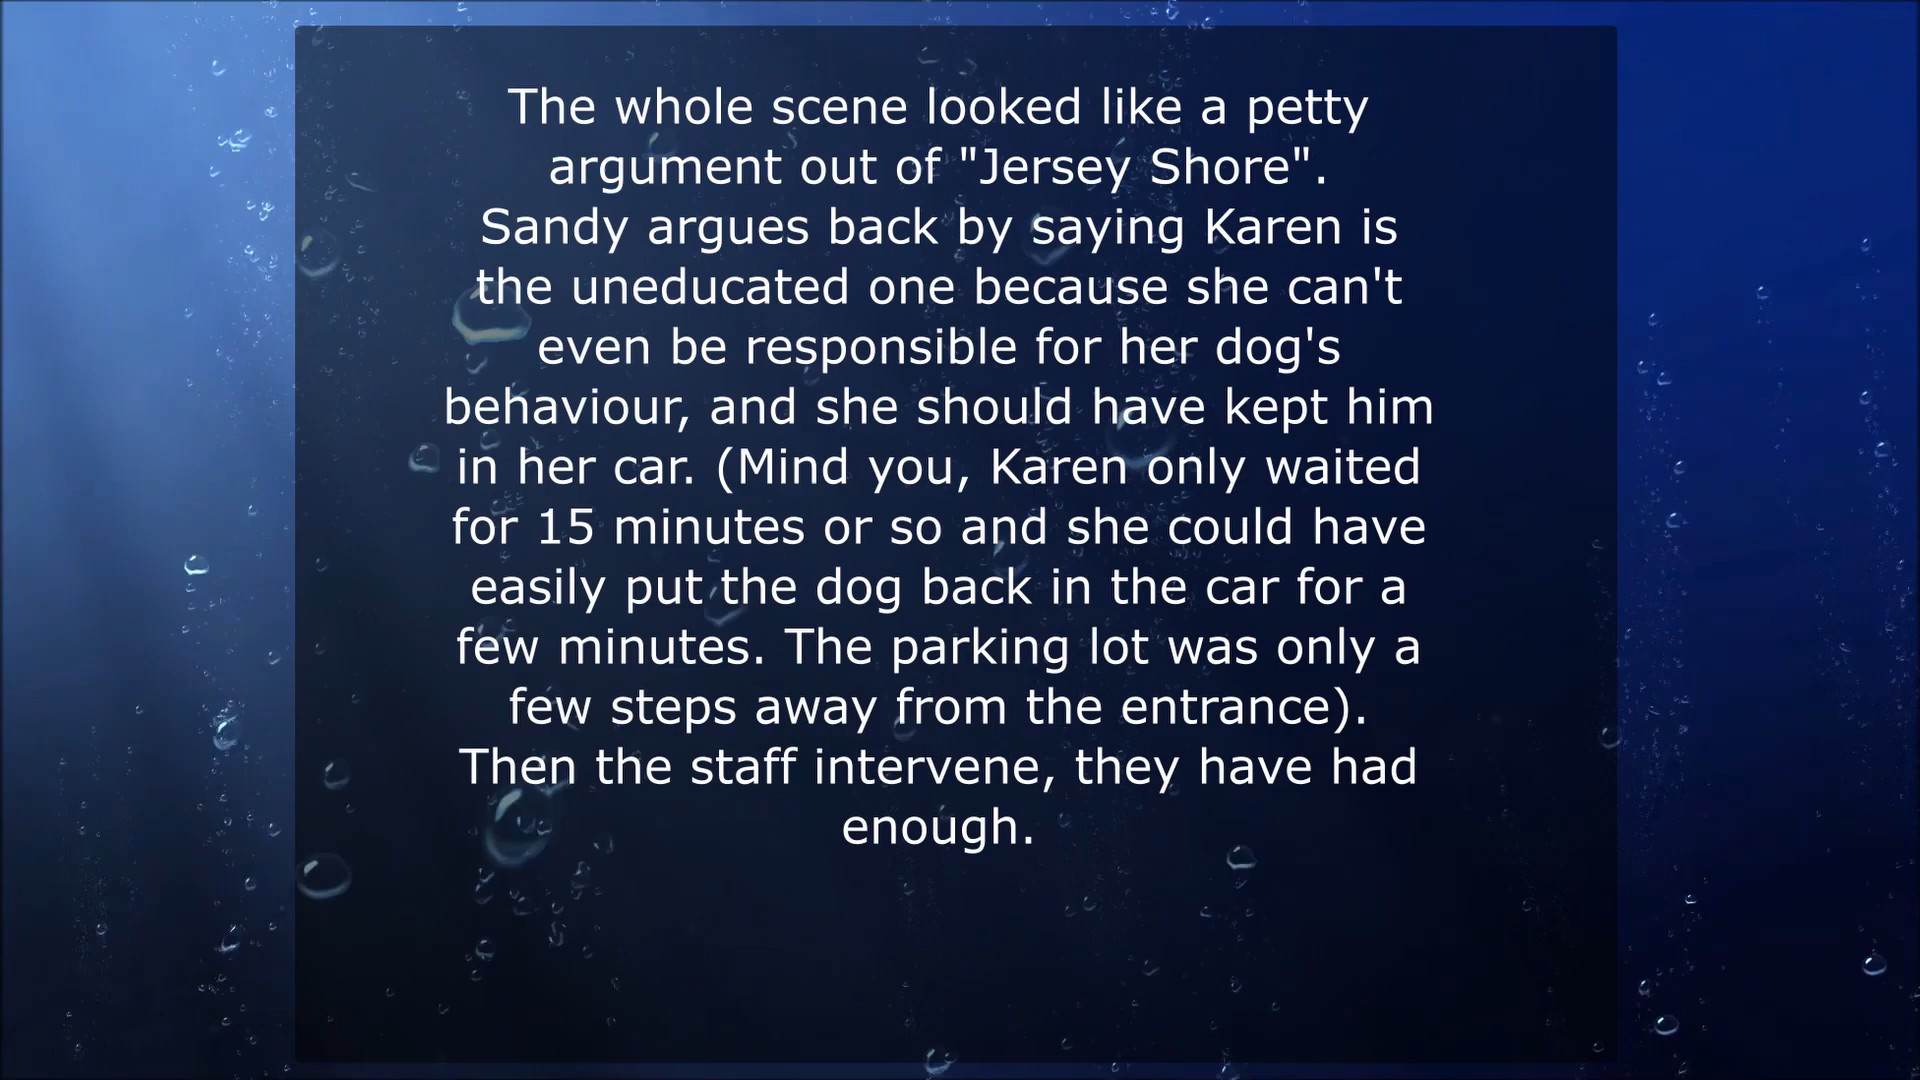 The whole scene looked like a petty
argument out of "Jersey Shore".
Sandy argues back by saying Karen is
the uneducated one because she can't
even be responsible for her dog's
behaviour, and she should have kept him
in her car. (Mind you, Karen only waited
for 15 minutes or so and she could have
easily put the dog back in the car for a
few minutes. The parking lot was only a
few steps away from the entrance).
Then the staff intervene, they have had
enough.